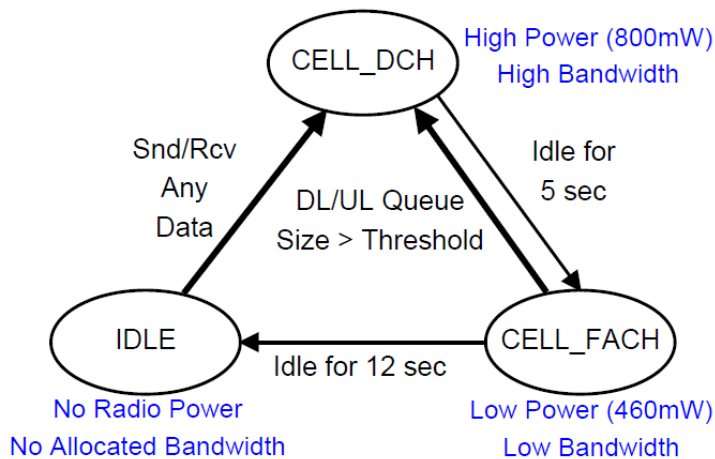 CELL_DCH
High Power (800mW)
High Bandwidth
Snd/Rcv
Any
Data
DL/UL Queue
Size > Threshold
Idle for
5 sec
IDLE
Idle for 12 sec
CELL_FACH
No Radio Power
No Allocated Bandwidth
Low Power (460mW)
Low Bandwidth